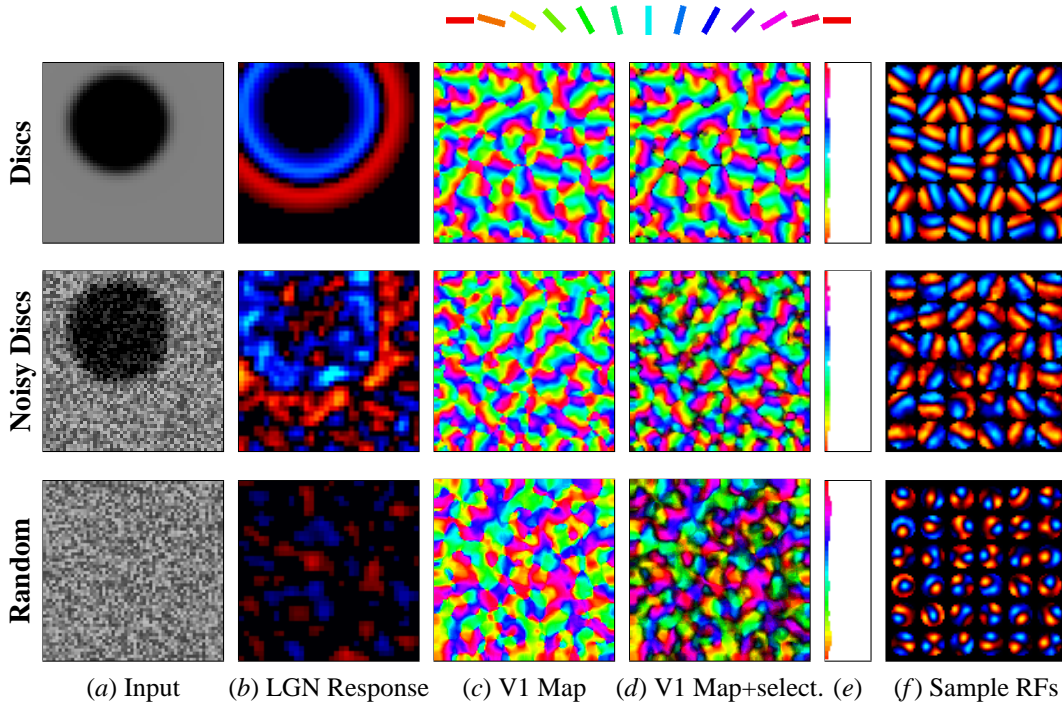 Discs
Noisy Discs
Random
(a) Input (b) LGN Response (c) V1 Map (d) V1 Map+select. (e) (f) Sample RFs